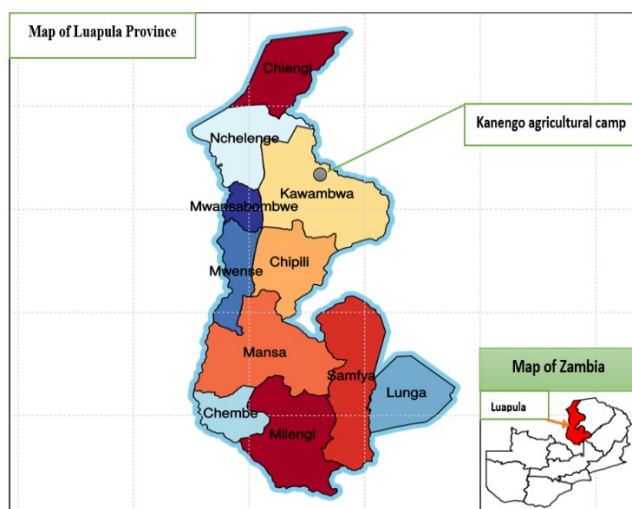 Map of Luapula Province
Chiengi
Kanengo agricultural camp
Nchelenge
Kawambwa
Mwansabombwe
Chipili
Mwense
Mansa
Samfya
Lunga
Chembe
Milengi
Map of Zambia
Luapula